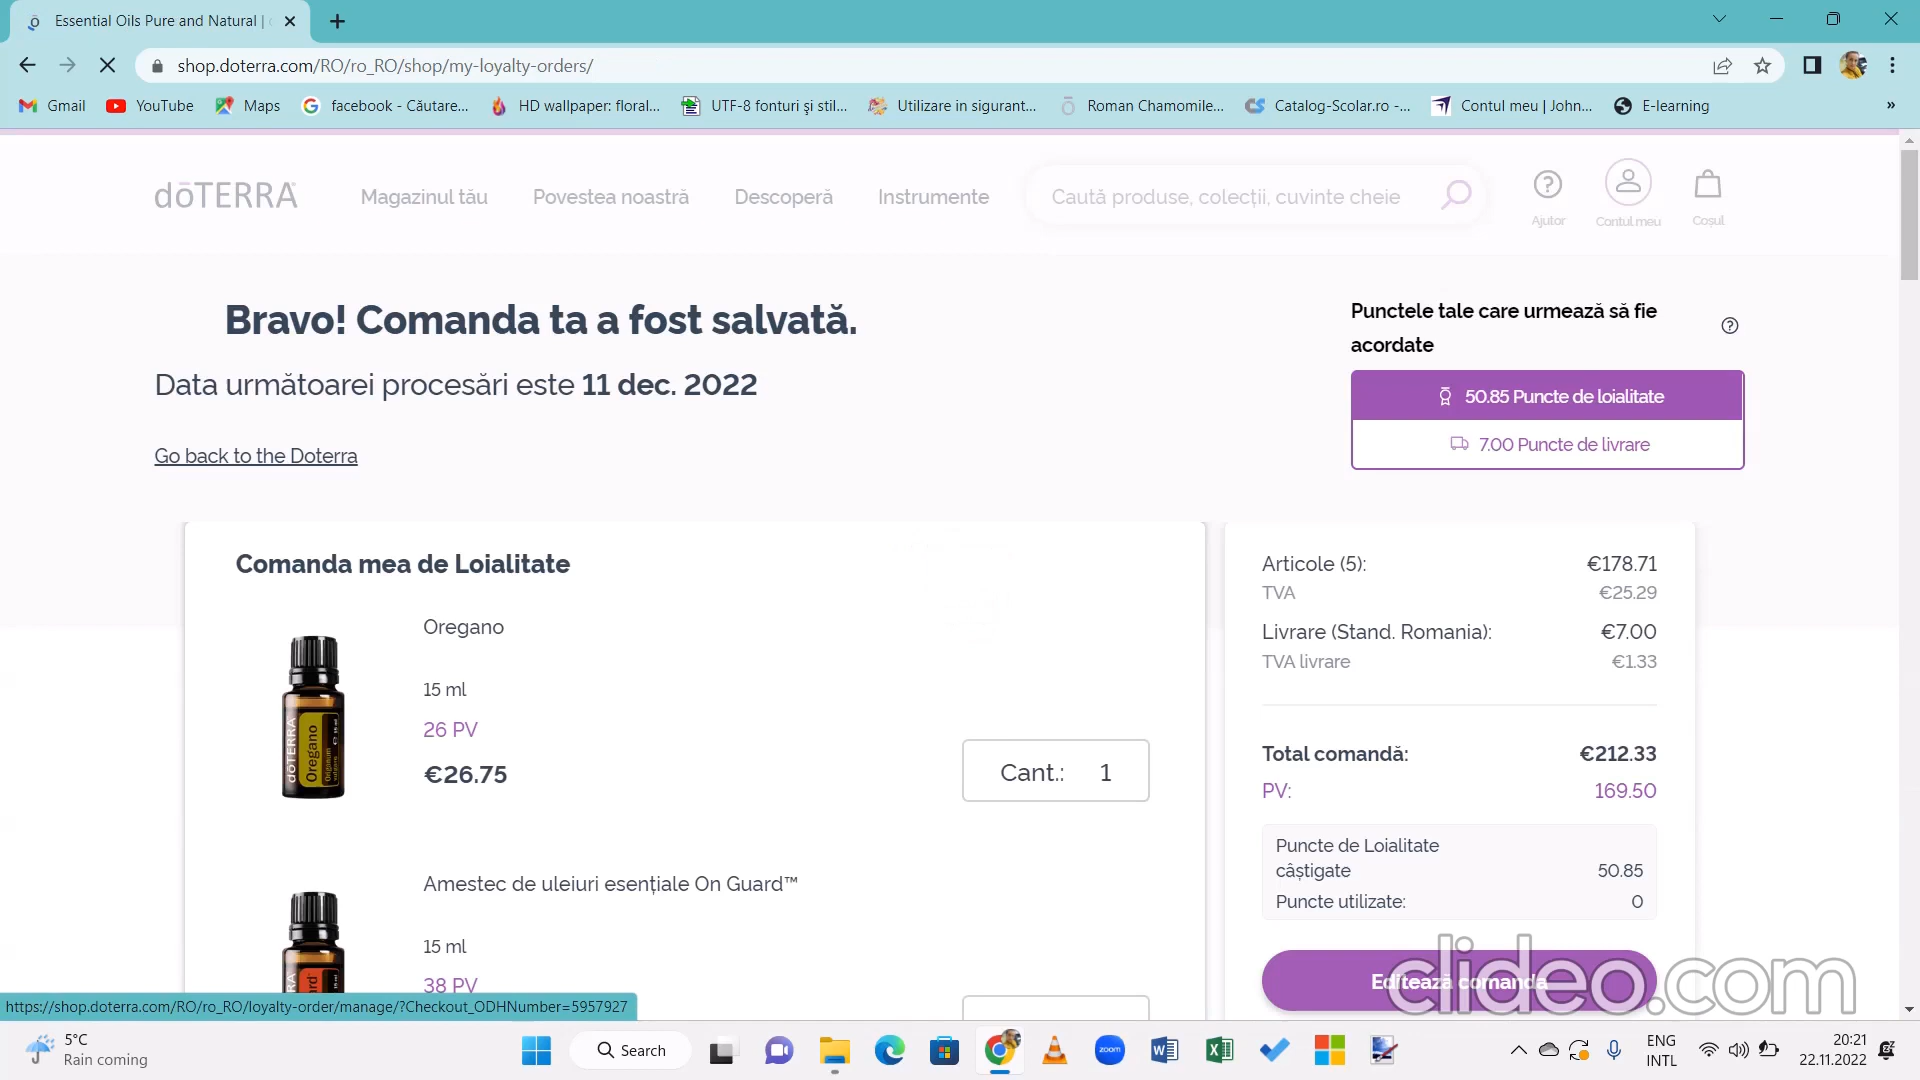 Essential Oils Pure and Natural |
shop.doterra.com/RO/ro_RO/shop/my-loyalty-orders/
Gmail YouTube Maps facebook - Căutare... HD wallpaper: floral... UTF-8 fonturi și stil... Utilizare in sigurant... Roman Chamomile... Catalog-Scolar.ro -... Contul meu | John... E-learning »
dōTERRA Magazinul tău Povestea noastră Descoperă Instrumente Caută produse, colecții, cuvinte cheie
Ajutor Contul meu Coșul
Bravo! Comanda ta a fost salvată.
Data următoarei procesări este 11 dec. 2022
Go back to the Doterra
Punctele tale care urmează să fie
acordate
50.85 Puncte de loialitate
7.00 Puncte de livrare
Comanda mea de Loialitate
Oregano
15 ml
26 PV
€26.75
Cant.: 1
dōTERRA
Oregano
Amestec de uleiuri esențiale On Guard™
15 ml
38 PV
Articole (5): €178.71
TVA €25.29
Livrare (Stand. Romania): €7.00
TVA livrare €1.33
Total comandă: €212.33
PV: 169.50
Puncte de Loialitate
câștigate 50.85
Puncte utilizate: 0
Editează comanda
clideo.com
https://shop.doterra.com/RO/ro_RO/loyalty-order/manage/?Checkout_ODHNumber=5957927
5°C
Rain coming
Search
zoom
ENG
INTL
20:21
22.11.2022